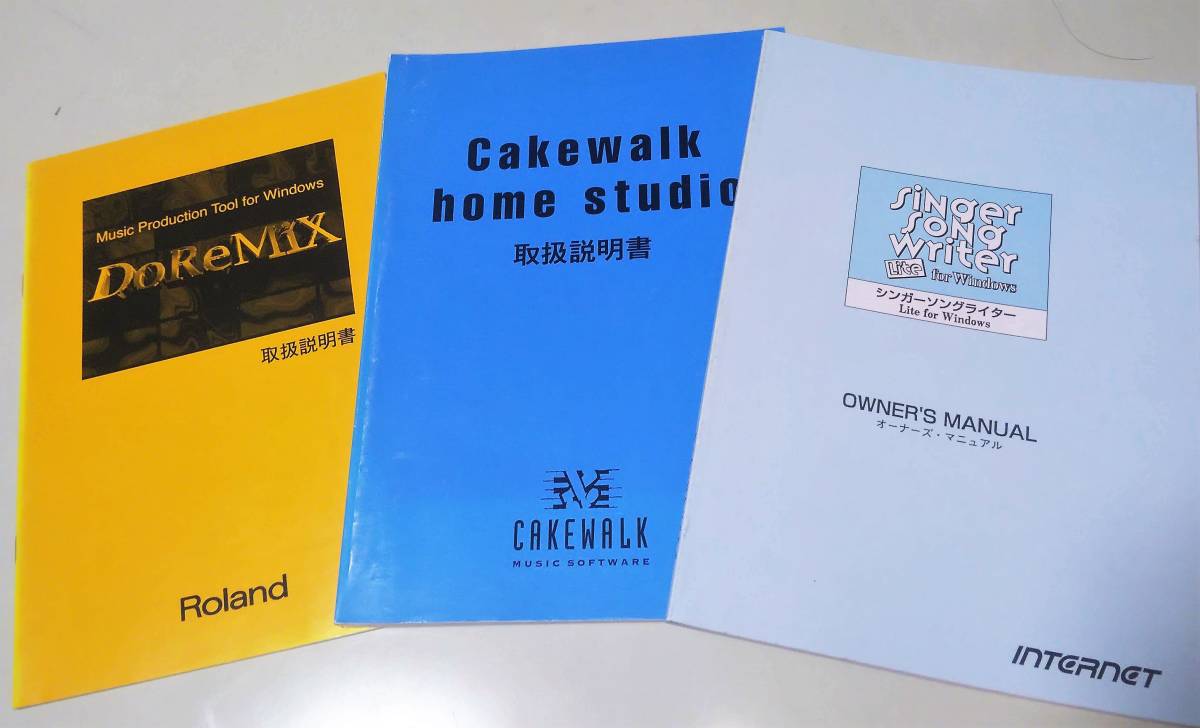 Music Production Tool for Windows
DoReMiX
取扱説明書
Roland
Cakewalk
home studio
取扱説明書
CAKEWALK
MUSIC SOFTWARE
Singer
Song
Writer
Lite for Windows
シンガーソングライター
Lite for Windows
OWNER'S MANUAL
オーナーズ・マニュアル
INTERNET